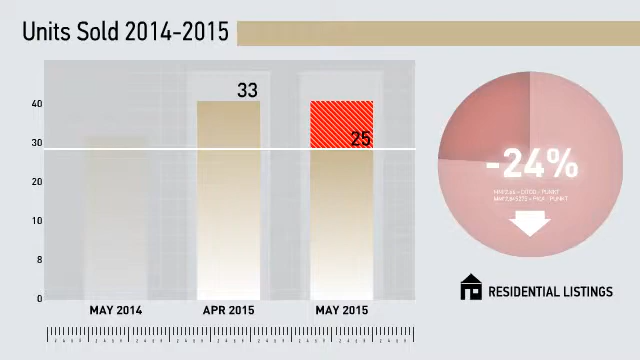 Units Sold 2014-2015
33
25
40
30
20
10
8
0
MAY 2014
APR 2015
MAY 2015
-24%
RESIDENTIAL LISTINGS